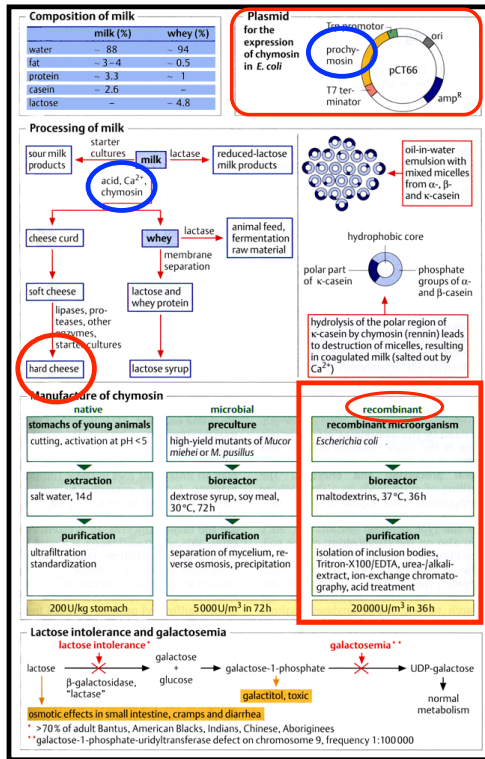 Composition of milk
milk (%) whey (%)
water ~ 88 ~ 94
fat ~ 3–4 ~ 0.5
protein ~ 3.3 ~ 1
casein ~ 2.6 –
lactose – ~ 4.8
Plasmid
for the
expression
of chymosin
in E. coli
Trp promotor
prochy-
mosin
ori
pCT66
T7 ter-
minator
ampR
Processing of milk
sour milk
products
starter
cultures
milk
lactase
reduced-lactose
milk products
acid, Ca2+,
chymosin
cheese curd
whey
lactase
animal feed,
fermentation
raw material
membrane
separation
soft cheese
lactose and
whey protein
lipases, pro-
teases, other
enzymes,
starter cultures
hard cheese
lactose syrup
oil-in-water
emulsion with
mixed micelles
from α-, β-
and κ-casein
hydrophobic core
polar part
of κ-casein
phosphate
groups of α-
and β-casein
hydrolysis of the polar region of
κ-casein by chymosin (rennin) leads
to destruction of micelles, resulting
in coagulated milk (salted out by
Ca2+)
Manufacture of chymosin
native
stomachs of young animals
cutting, activation at pH <5
extraction
salt water, 14 d
purification
ultrafiltration
standardization
200 U/kg stomach
microbial
preculture
high-yield mutants of Mucor
miehei or M. pusillus
bioreactor
dextrose syrup, soy meal,
30 °C, 72 h
purification
separation of mycelium, re-
verse osmosis, precipitation
5000 U/m3 in 72 h
recombinant
recombinant microorganism
Escherichia coli .
bioreactor
maltodextrins, 37 °C, 36 h
purification
isolation of inclusion bodies,
Tritron-X100/EDTA, urea-/alkali-
extract, ion-exchange chromato-
graphy, acid treatment
20000 U/m3 in 36 h
Lactose intolerance and galactosemia
lactose intolerance*
galactosemia**
lactose
β-galactosidase,
"lactase"
galactose
+
glucose
galactose-1-phosphate
UDP-galactose
galactitol, toxic
normal
metabolism
osmotic effects in small intestine, cramps and diarrhea
* >70% of adult Bantus, American Blacks, Indians, Chinese, Aboriginees
**galactose-1-phosphate-uridyltransferase defect on chromosome 9, frequency 1:100 000